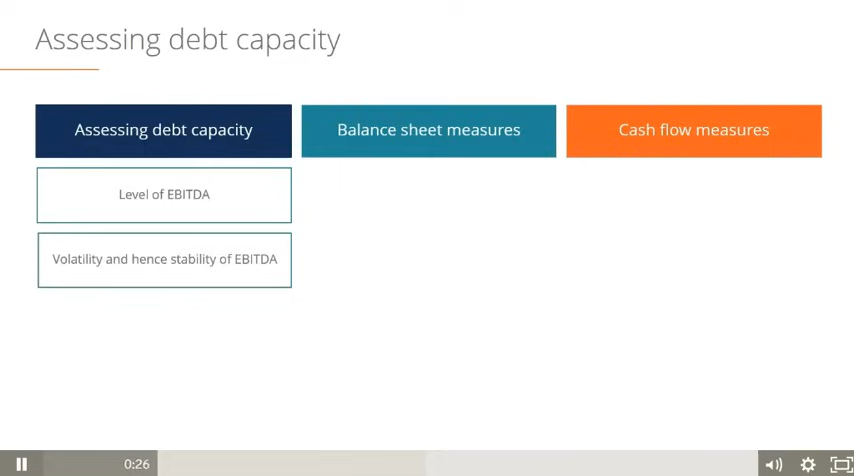 Assessing debt capacity
Assessing debt capacity
Balance sheet measures
Cash flow measures
Level of EBITDA
Volatility and hence stability of EBITDA
0:26